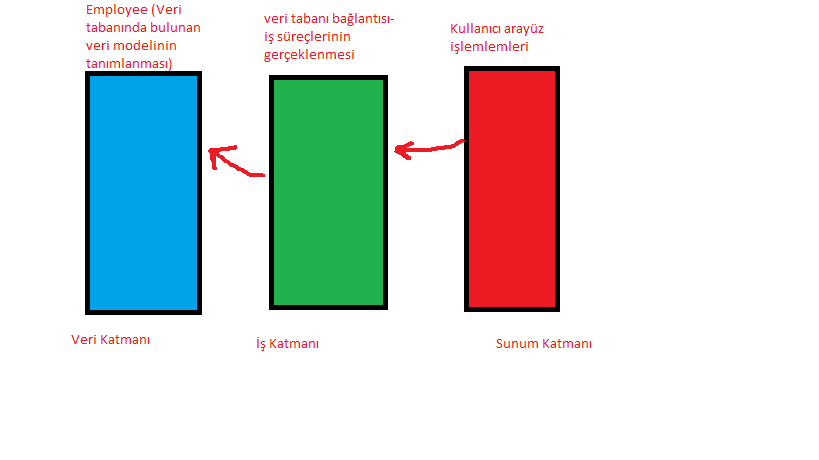 Employee (Veri
tabanında bulunan
veri modelinin
tanımlanması)
veri tabanı bağlantısı-
iş süreçlerinin
gerçeklenmesi
Kullanıcı arayüz
işlemlemleri
Veri Katmanı
İş Katmanı
Sunum Katmanı